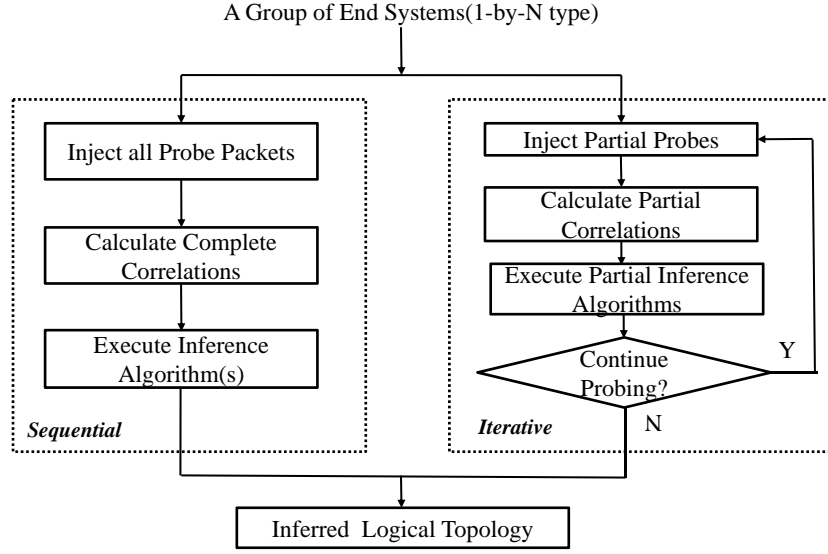 A Group of End Systems(1-by-N type)
Inject all Probe Packets
Calculate Complete
Correlations
Execute Inference
Algorithm(s)
Sequential
Inject Partial Probes
Calculate Partial
Correlations
Execute Partial Inference
Algorithms
Continue
Probing?
Y
N
Iterative
Inferred Logical Topology